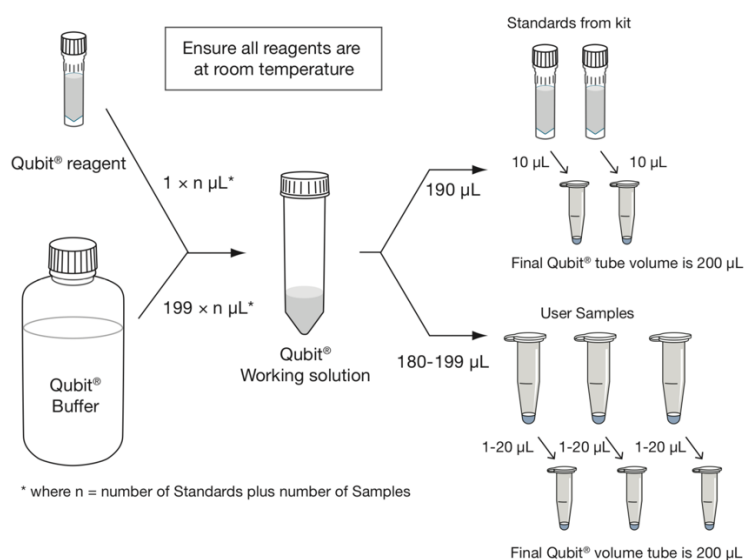 Ensure all reagents are
at room temperature
Qubit® reagent
1 × n µL*
199 × n µL*
Qubit®
Buffer
Qubit®
Working solution
190 µL
180-199 µL
Standards from kit
10 µL
10 µL
Final Qubit® tube volume is 200 µL
User Samples
1-20 µL
1-20 µL
1-20 µL
Final Qubit® volume tube is 200 µL
* where n = number of Standards plus number of Samples